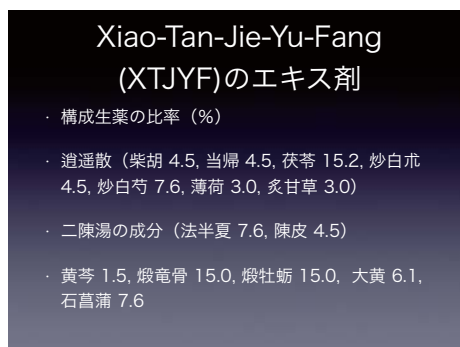 Xiao-Tan-Jie-Yu-Fang
(XTJYF)のエキス剤
· 構成生薬の比率（%）
· 逍遥散（柴胡 4.5, 当帰 4.5, 茯苓 15.2, 炒白朮
4.5, 炒白芍 7.6, 薄荷 3.0, 炙甘草 3.0）
· 二陳湯の成分（法半夏 7.6, 陳皮 4.5）
· 黄芩 1.5, 煅竜骨 15.0, 煅牡蛎 15.0, 大黄 6.1,
石菖蒲 7.6